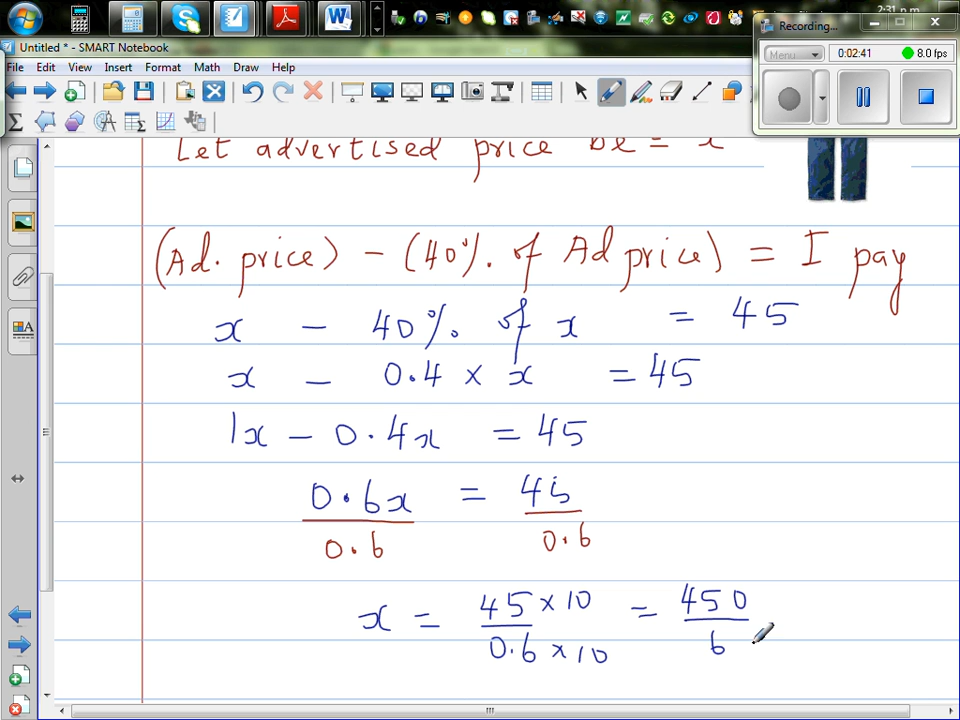 2:31 p.m.
Recording...
Untitled * - SMART Notebook
Menu
0:02:41
8.0 fps
File Edit View Insert Format Math Draw Help
Let advertised price be = x
(Ad. price) - (40% of Ad price) = I pay
x - 40% of x = 45
x - 0.4 × x = 45
1x - 0.4x = 45
0.6x = 45
0.6 0.6
x = 45 × 10 = 450
0.6 × 10 6